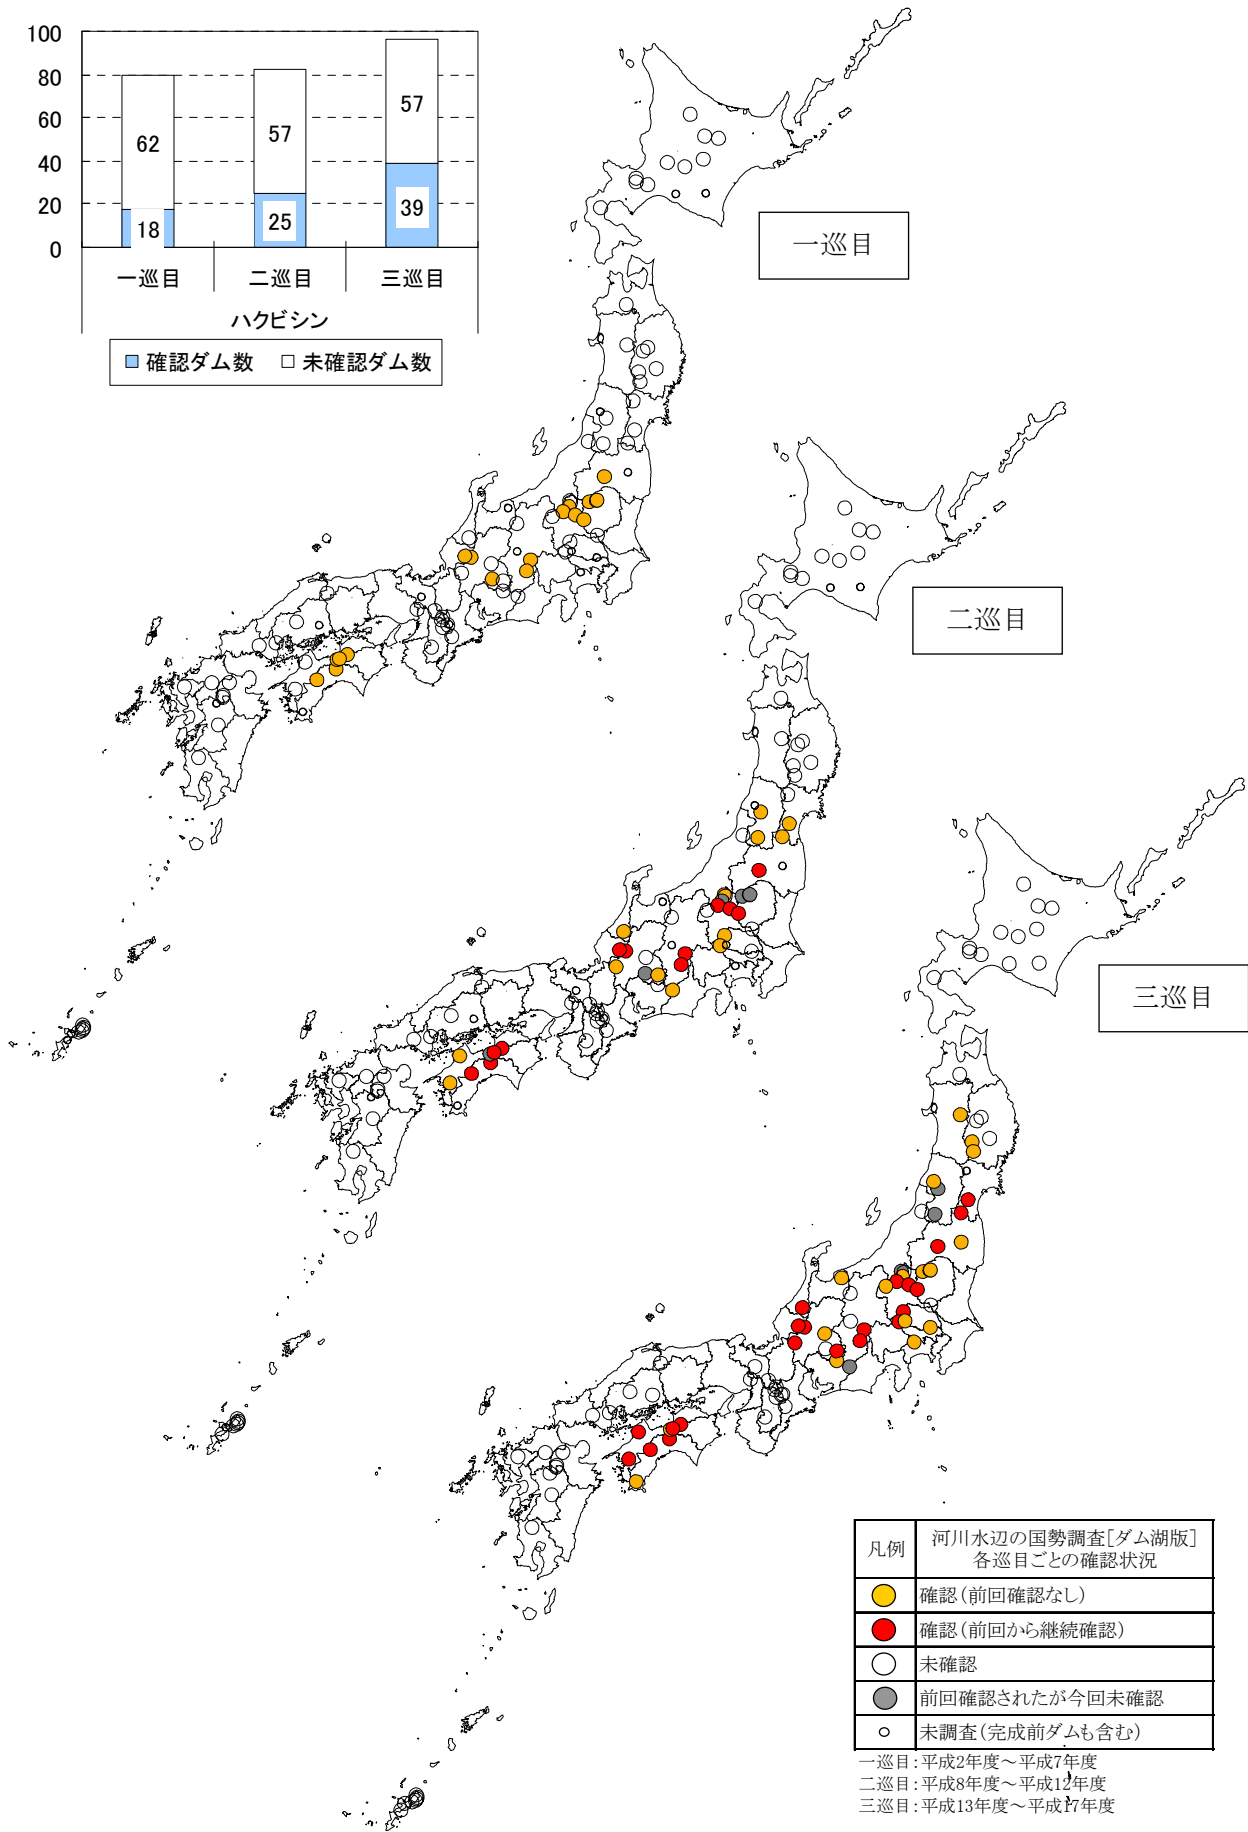 100
80
60
40
20
0
62
57
57
18
25
39
一巡目
二巡目
三巡目
ハクビシン
確認ダム数
未確認ダム数
一巡目
二巡目
三巡目
凡例
河川水辺の国勢調査[ダム湖版]
各巡目ごとの確認状況
確認(前回確認なし)
確認(前回から継続確認)
未確認
前回確認されたが今回未確認
未調査(完成前ダムも含む)
一巡目:平成2年度～平成7年度
二巡目:平成8年度～平成12年度
三巡目:平成13年度～平成17年度